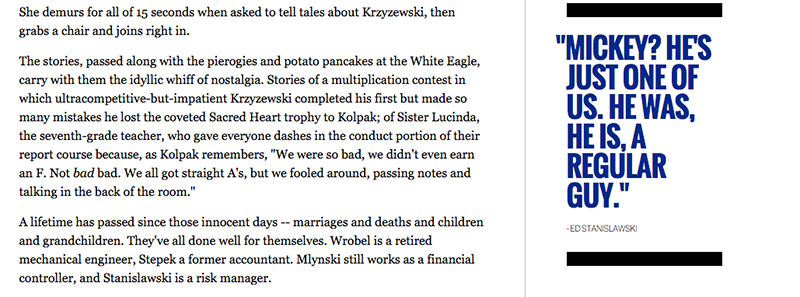 She demurs for all of 15 seconds when asked to tell tales about Krzyzewski, then
grabs a chair and joins right in.
The stories, passed along with the pierogies and potato pancakes at the White Eagle,
carry with them the idyllic whiff of nostalgia. Stories of a multiplication contest in
which ultracompetitive-but-impatient Krzyzewski completed his first but made so
many mistakes he lost the coveted Sacred Heart trophy to Kolpak; of Sister Lucinda,
the seventh-grade teacher, who gave everyone dashes in the conduct portion of their
report course because, as Kolpak remembers, "We were so bad, we didn't even earn
an F. Not bad bad. We all got straight A's, but we fooled around, passing notes and
talking in the back of the room."
A lifetime has passed since those innocent days -- marriages and deaths and children
and grandchildren. They've all done well for themselves. Wrobel is a retired
mechanical engineer, Stepek a former accountant. Mlynski still works as a financial
controller, and Stanislawski is a risk manager.
"MICKEY? HE'S
JUST ONE OF
US. HE WAS,
HE IS, A
REGULAR
GUY."
- ED STANISLAWSKI